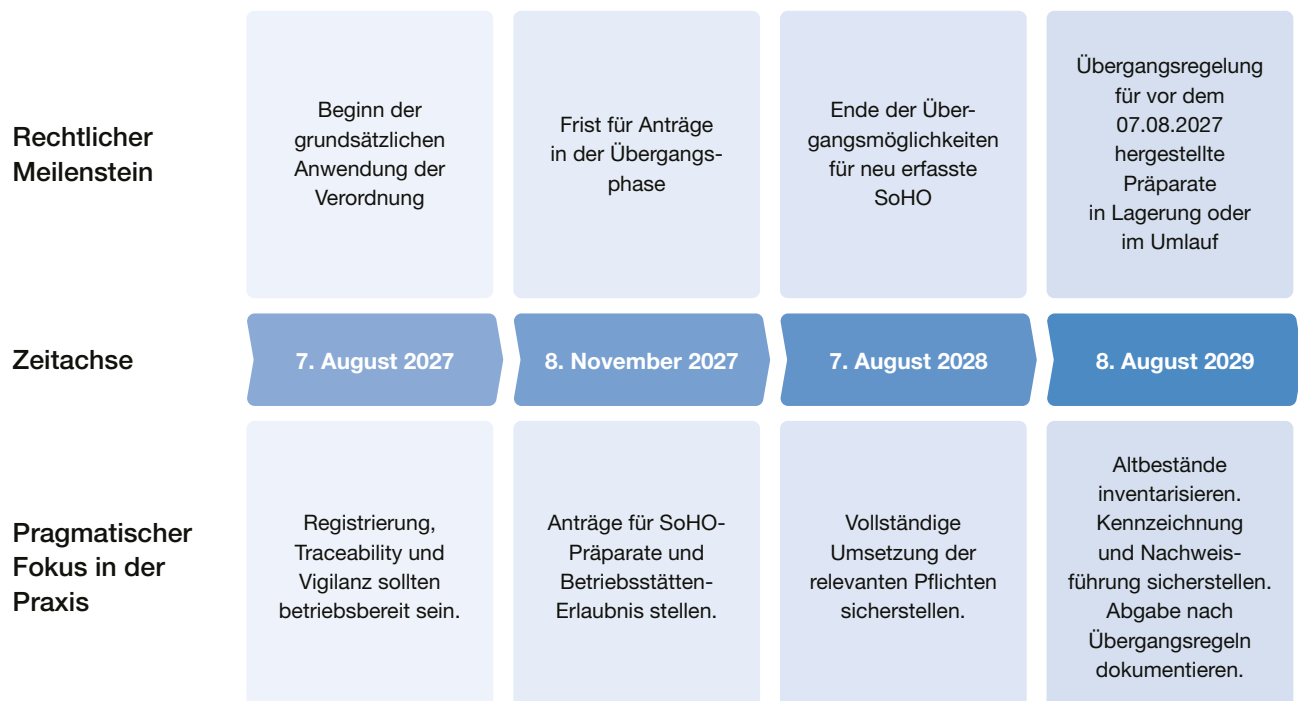 Rechtlicher
Meilenstein
Beginn der
grundsätzlichen
Anwendung der
Verordnung
Frist für Anträge
in der Übergangs-
phase
Ende der Über-
gangsmöglichkeiten
für neu erfasste
SoHO
Übergangsregelung
für vor dem
07.08.2027
hergestellte
Präparate
in Lagerung oder
im Umlauf
Zeitachse
7. August 2027
8. November 2027
7. August 2028
8. August 2029
Pragmatischer
Fokus in der
Praxis
Registrierung,
Traceability und
Vigilanz sollten
betriebsbereit sein.
Anträge für SoHO-
Präparate und
Betriebsstätten-
Erlaubnis stellen.
Vollständige
Umsetzung der
relevanten Pflichten
sicherstellen.
Altbestände
inventarisieren.
Kennzeichnung
und Nachweis-
führung sicherstellen.
Abgabe nach
Übergangsregeln
dokumentieren.